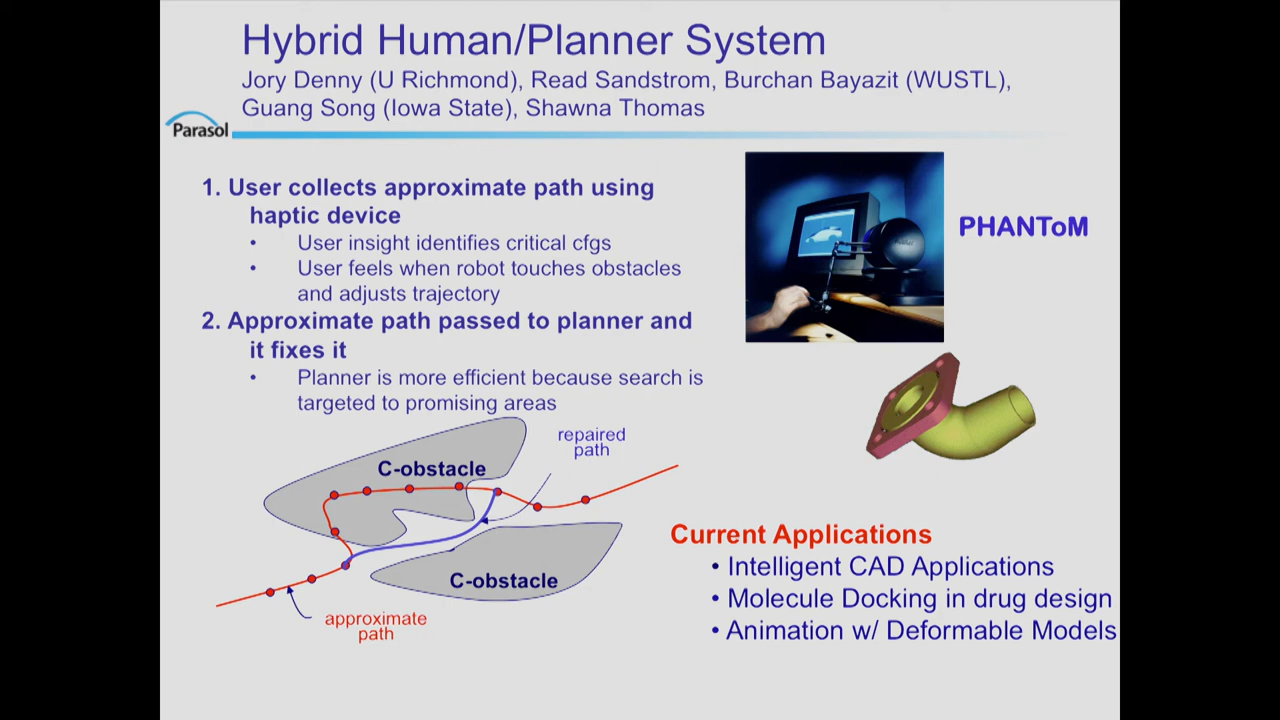 Hybrid Human/Planner System
Jory Denny (U Richmond), Read Sandstrom, Burchan Bayazit (WUSTL),
Guang Song (Iowa State), Shawna Thomas
Parasol
1. User collects approximate path using
haptic device
• User insight identifies critical cfgs
• User feels when robot touches obstacles
and adjusts trajectory
2. Approximate path passed to planner and
it fixes it
• Planner is more efficient because search is
targeted to promising areas
PHANToM
repaired
path
C-obstacle
C-obstacle
approximate
path
Current Applications
• Intelligent CAD Applications
• Molecule Docking in drug design
• Animation w/ Deformable Models